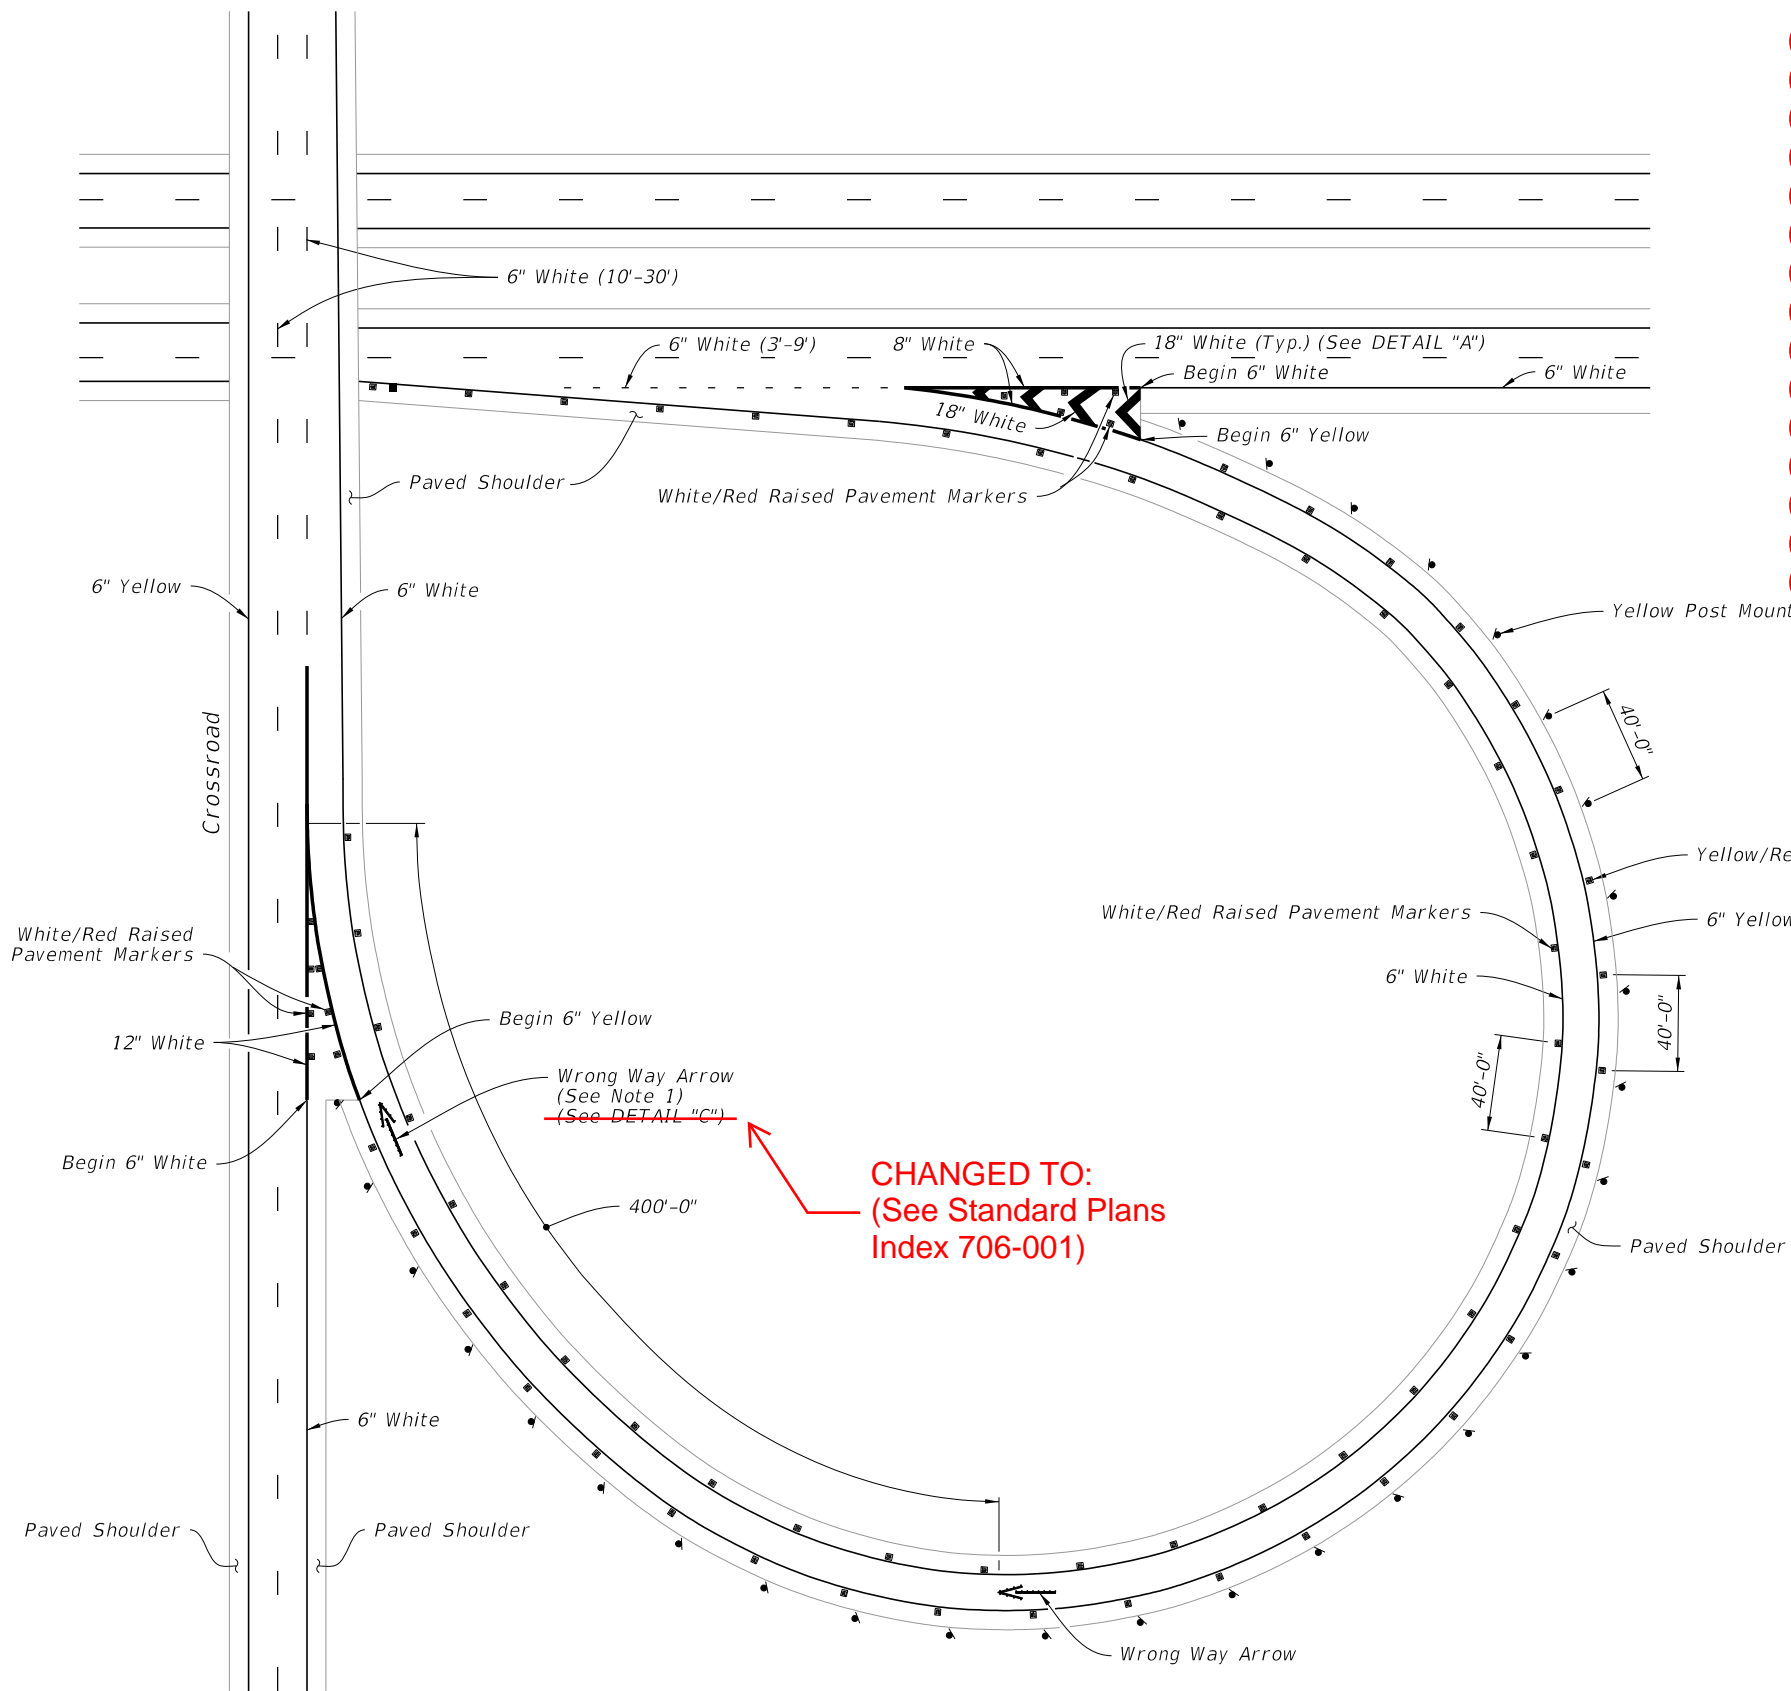 6" White (10'-30')
6" White (3'-9')
8" White
18" White (Typ.) (See DETAIL "A")
Begin 6" White
6" White
18" White
Begin 6" Yellow
Paved Shoulder
White/Red Raised Pavement Markers
6" Yellow
6" White
Yellow Post Mount
40'-0"
Crossroad
Yellow/Re
White/Red Raised Pavement Markers
6" Yellow
White/Red Raised
Pavement Markers
6" White
40'-0"
Begin 6" Yellow
12" White
40'-0"
Wrong Way Arrow
(See Note 1)
(See DETAIL "C")
Begin 6" White
CHANGED TO:
(See Standard Plans
Index 706-001)
400'-0"
Paved Shoulder
6" White
Paved Shoulder
Paved Shoulder
Wrong Way Arrow